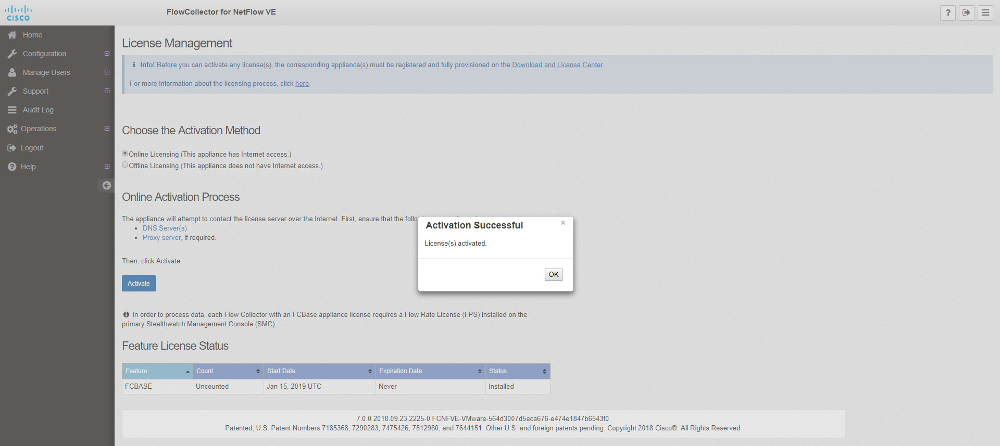 CISCO
FlowCollector for NetFlow VE
?
Home
Configuration
Manage Users
Support
Audit Log
Operations
Logout
Help
License Management
Info! Before you can activate any license(s), the corresponding appliance(s) must be registered and fully provisioned on the Download and License Center.
For more information about the licensing process, click here.
Choose the Activation Method
Online Licensing (This appliance has Internet access.)
Offline Licensing (This appliance does not have Internet access.)
Online Activation Process
The appliance will attempt to contact the license server over the Internet. First, ensure that the
DNS Server(s)
Proxy server, if required.
Then, click Activate.
Activate
Activation Successful
×
License(s) activated.
OK
In order to process data, each Flow Collector with an FCBase appliance license requires a Flow Rate License (FPS) installed on the
primary Stealthwatch Management Console (SMC).
Feature License Status
Feature Count Start Date Expiration Date Status
FCBASE Uncounted Jan 15, 2019 UTC Never Installed
7.0.0 2018.09.23.2225-0 FCNFVE-VMware-564d3007d5eca676-e474e1847b6543f0
Patented, U.S. Patent Numbers 7185368, 7290283, 7475426, 7512980, and 7644151. Other U.S. and foreign patents pending. Copyright 2018 Cisco®. All Rights Reserved.